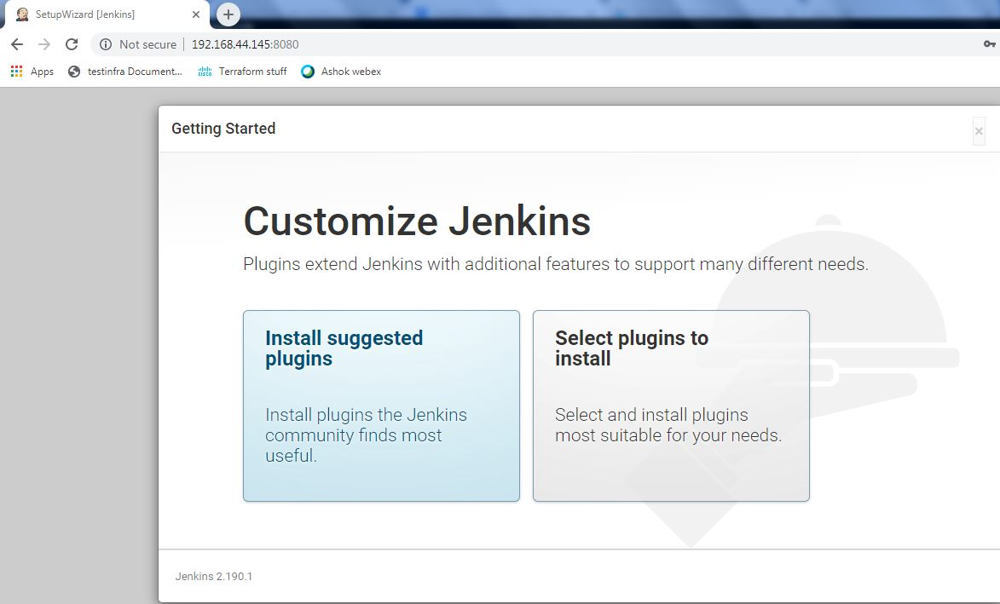 SetupWizard [Jenkins]
Not secure | 192.168.44.145:8080
Apps testinfra Document... Terraform stuff Ashok webex
Getting Started
Customize Jenkins
Plugins extend Jenkins with additional features to support many different needs.
Install suggested
plugins
Install plugins the Jenkins
community finds most
useful.
Select plugins to
install
Select and install plugins
most suitable for your needs.
Jenkins 2.190.1